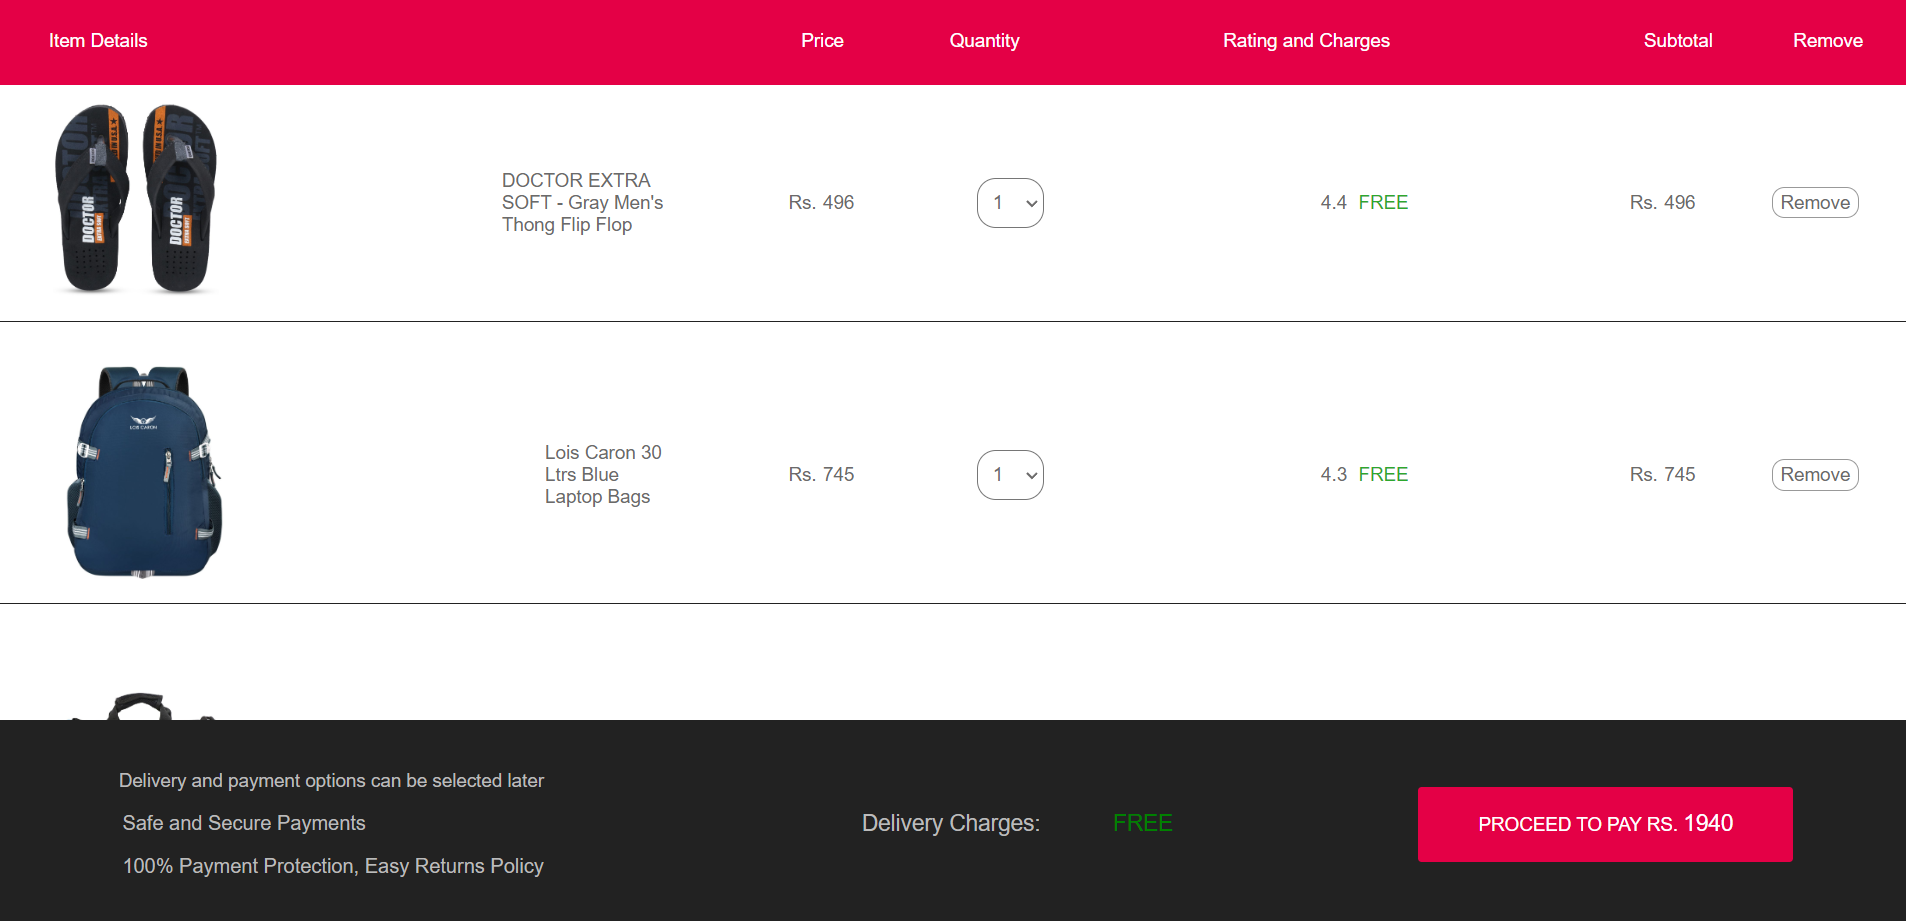 Item Details Price Quantity Rating and Charges Subtotal Remove
DOCTOR EXTRA
SOFT - Gray Men's
Thong Flip Flop
Rs. 496 1 4.4 FREE Rs. 496 Remove
DOCTOR
DOCTOR
Lois Caron 30
Ltrs Blue
Laptop Bags
Rs. 745 1 4.3 FREE Rs. 745 Remove
LOIS CARON
Delivery and payment options can be selected later
Safe and Secure Payments
100% Payment Protection, Easy Returns Policy
Delivery Charges: FREE
PROCEED TO PAY RS. 1940